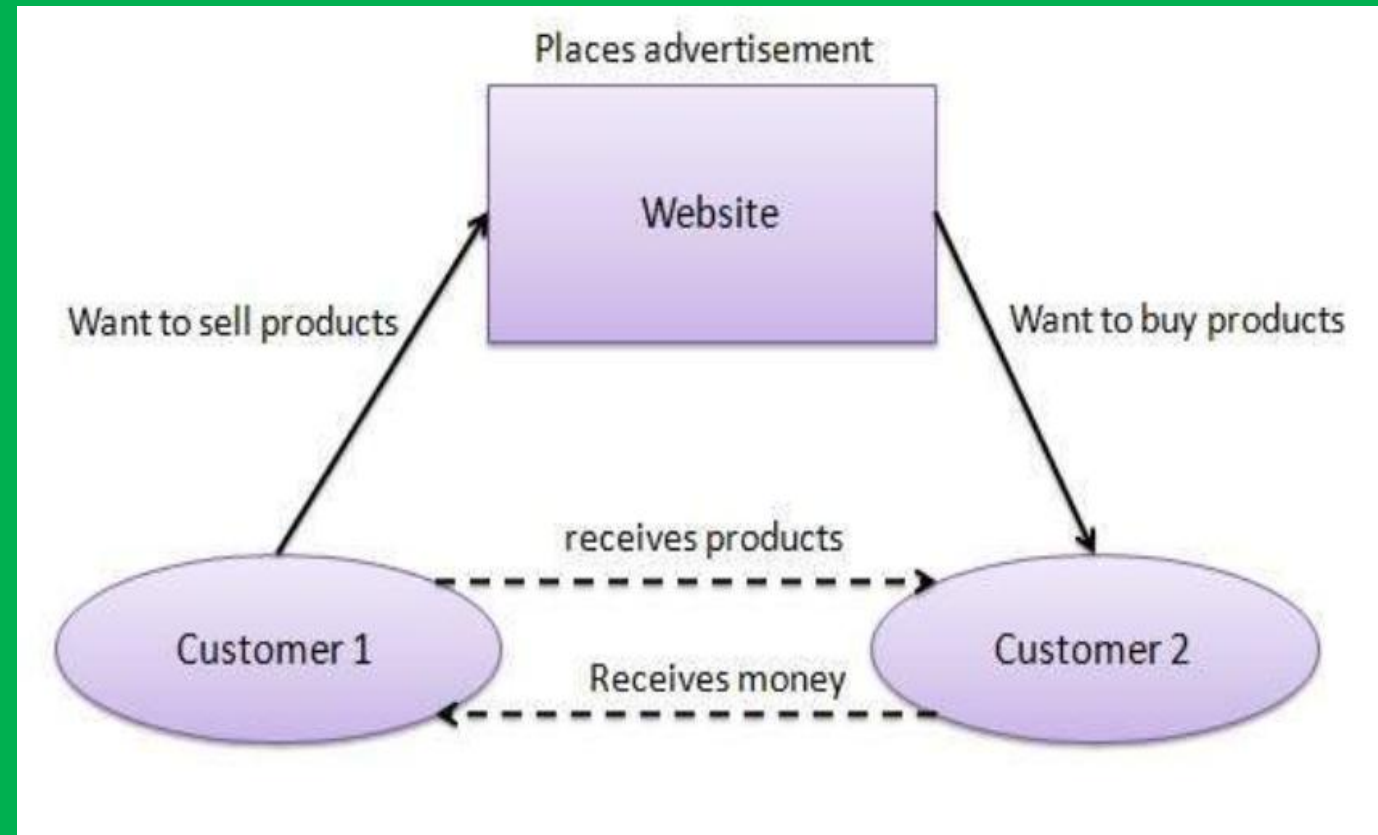 Places advertisement
Website
Want to sell products
Want to buy products
receives products
Customer 1
Customer 2
Receives money